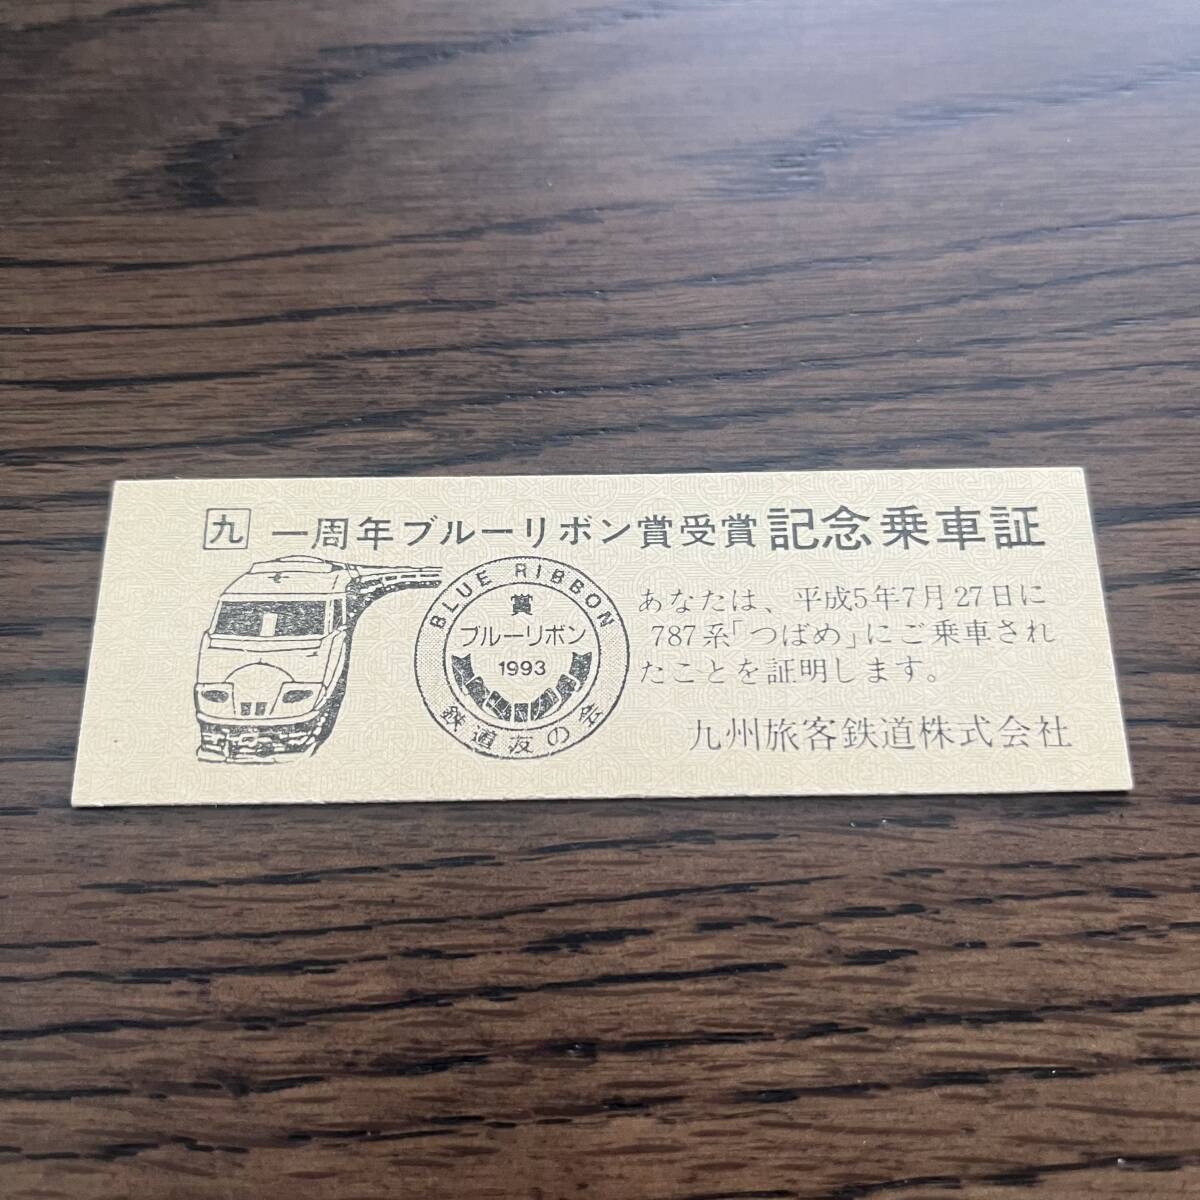 九 一周年ブルーリボン賞受賞記念乗車証
BLUE RIBBON
賞
ブルーリボン
1993
鉄道友の会
あなたは、平成5年7月27日に
787系「つばめ」にご乗車され
たことを証明します。
九州旅客鉄道株式会社